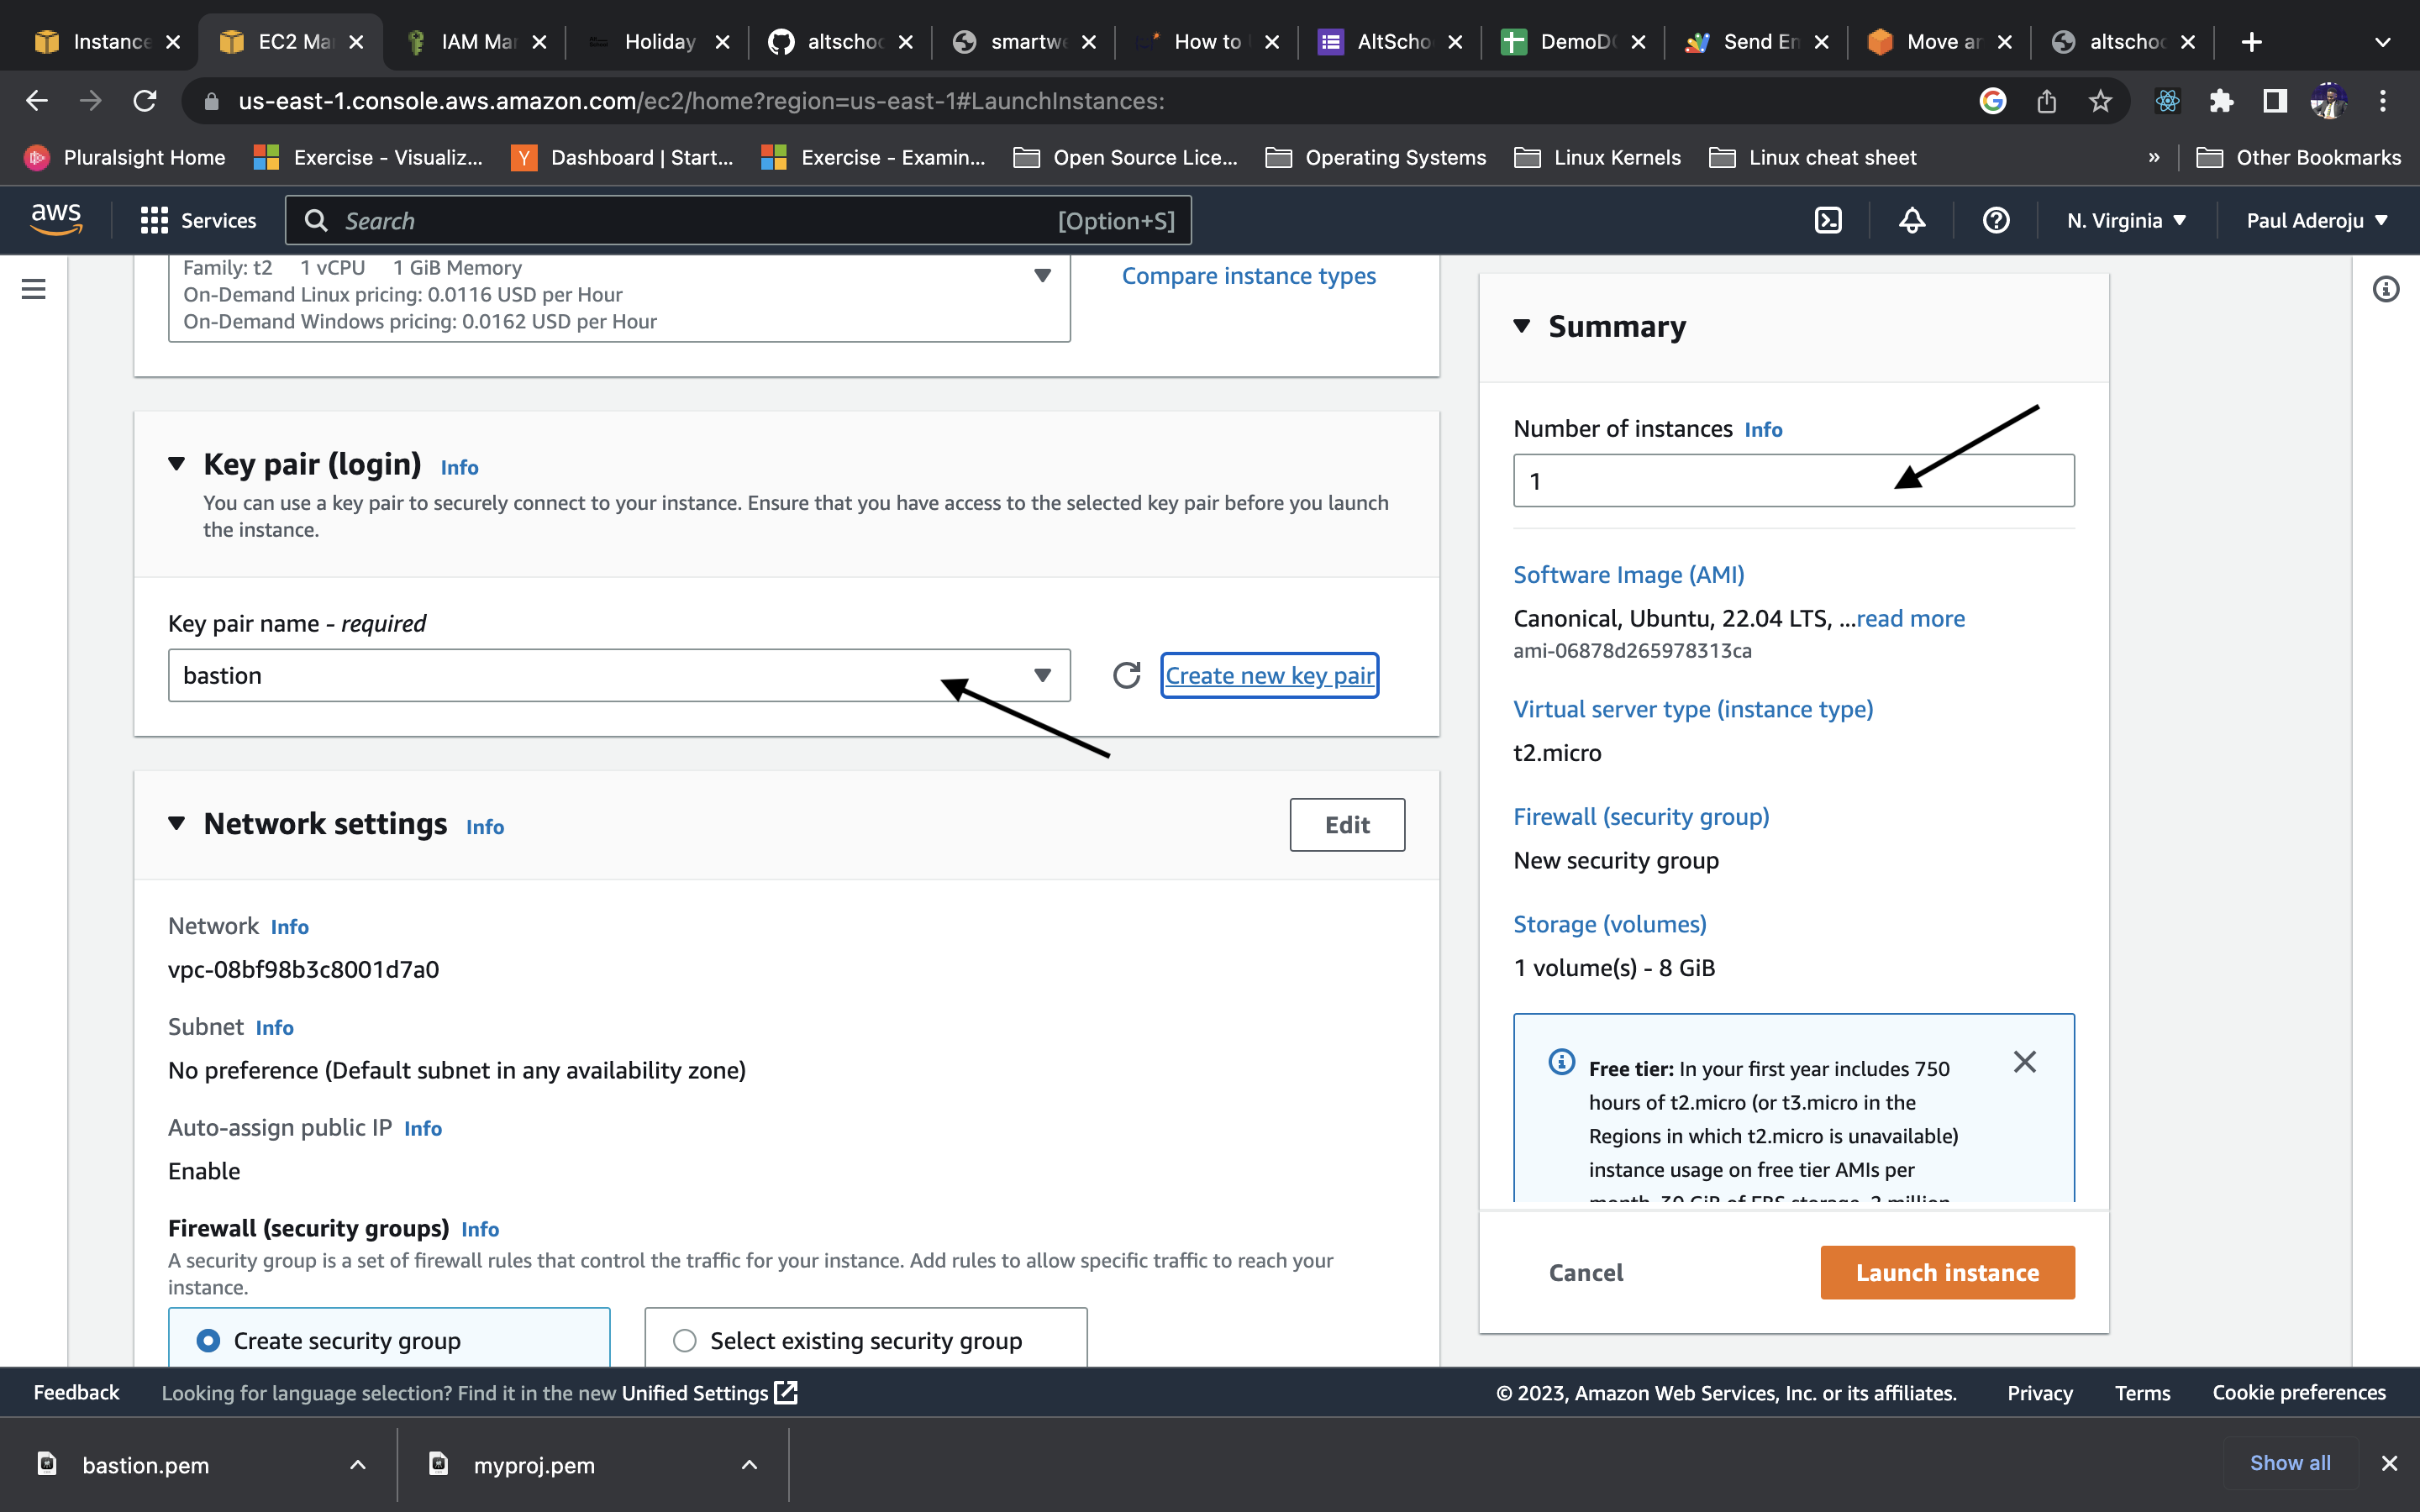 Instance
EC2 Ma
IAM Ma
Holiday
altschoo
smartwe
How to
AltScho
DemoD
Send En
Move an
altschoo
us-east-1.console.aws.amazon.com/ec2/home?region=us-east-1#LaunchInstances:
Pluralsight Home
Exercise - Visualiz...
Dashboard | Start...
Exercise - Examin...
Open Source Lice...
Operating Systems
Linux Kernels
Linux cheat sheet
»
Other Bookmarks
aws
Services
Search
[Option+S]
N. Virginia
Paul Aderoju
Family: t2 1 vCPU 1 GiB Memory
On-Demand Linux pricing: 0.0116 USD per Hour
On-Demand Windows pricing: 0.0162 USD per Hour
Compare instance types
Key pair (login) Info
You can use a key pair to securely connect to your instance. Ensure that you have access to the selected key pair before you launch
the instance.
Key pair name - required
bastion
Create new key pair
Network settings Info
Edit
Network Info
vpc-08bf98b3c8001d7a0
Subnet Info
No preference (Default subnet in any availability zone)
Auto-assign public IP Info
Enable
Firewall (security groups) Info
A security group is a set of firewall rules that control the traffic for your instance. Add rules to allow specific traffic to reach your
instance.
Create security group
Select existing security group
Summary
Number of instances Info
1
Software Image (AMI)
Canonical, Ubuntu, 22.04 LTS, ...read more
ami-06878d265978313ca
Virtual server type (instance type)
t2.micro
Firewall (security group)
New security group
Storage (volumes)
1 volume(s) - 8 GiB
Free tier: In your first year includes 750
hours of t2.micro (or t3.micro in the
Regions in which t2.micro is unavailable)
instance usage on free tier AMIs per
month, 30 GiB of EBS storage, 2 million
Cancel
Launch instance
Feedback
Looking for language selection? Find it in the new Unified Settings
© 2023, Amazon Web Services, Inc. or its affiliates.
Privacy
Terms
Cookie preferences
bastion.pem
myproj.pem
Show all